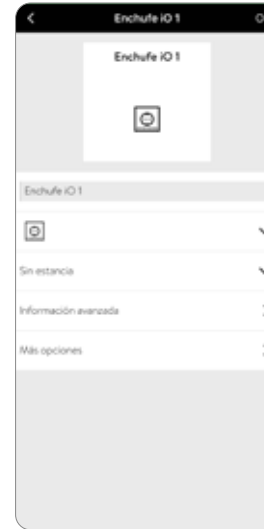 Enchufe iO 1
Enchufe iO 1
Enchufe iO 1
Sin estancia
Información avanzada
Más opciones